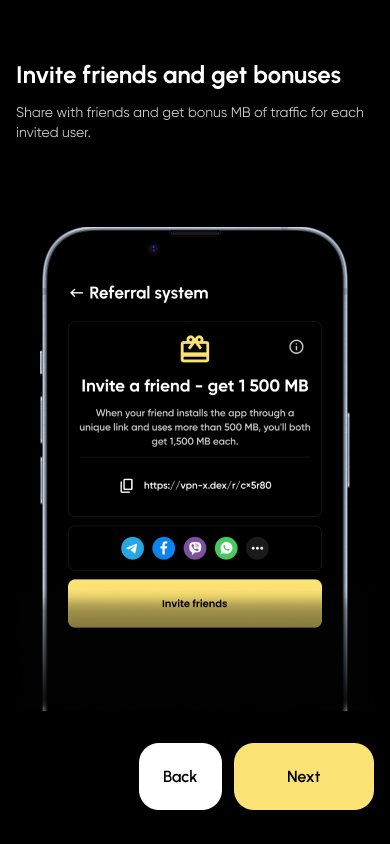 Invite friends and get bonuses
Share with friends and get bonus MB of traffic for each
invited user.
Referral system
Invite a friend - get 1 500 MB
When your friend installs the app through a
unique link and uses more than 500 MB, you'll both
get 1,500 MB each.
https://vpn-x.dex/r/c×5r80
Invite friends
Back
Next